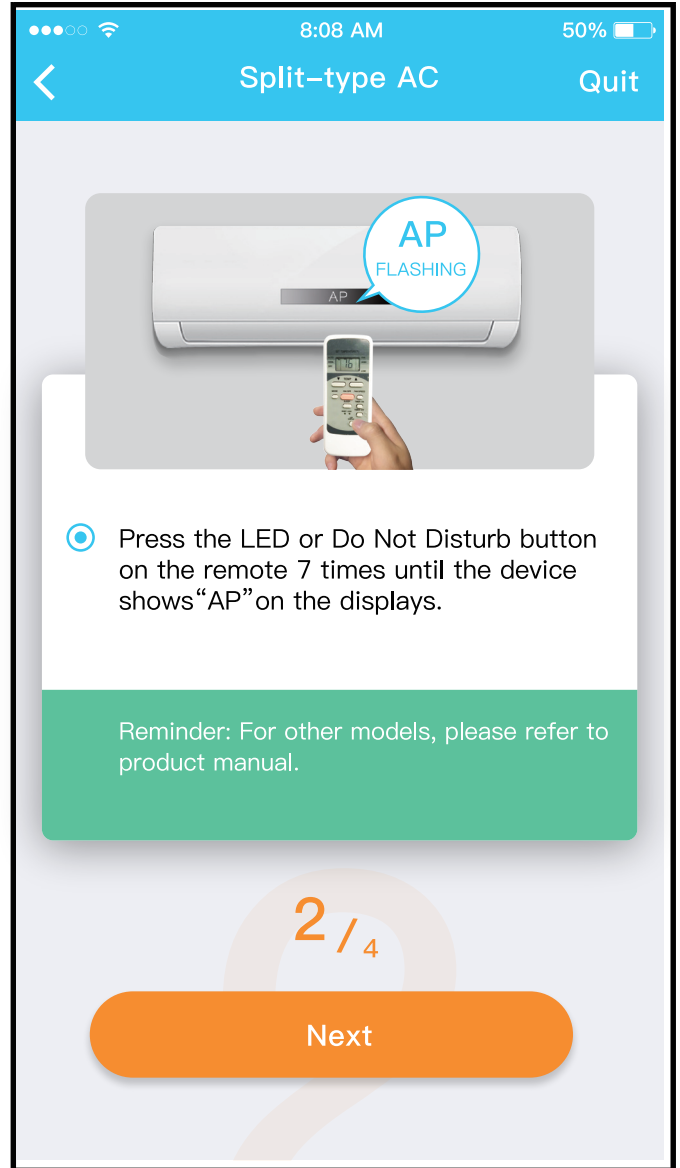 8:08 AM
50%
Split-type AC
Quit
AP
FLASHING
AP
76
Press the LED or Do Not Disturb button
on the remote 7 times until the device
shows“AP”on the displays.
Reminder: For other models, please refer to
product manual.
2 / 4
Next